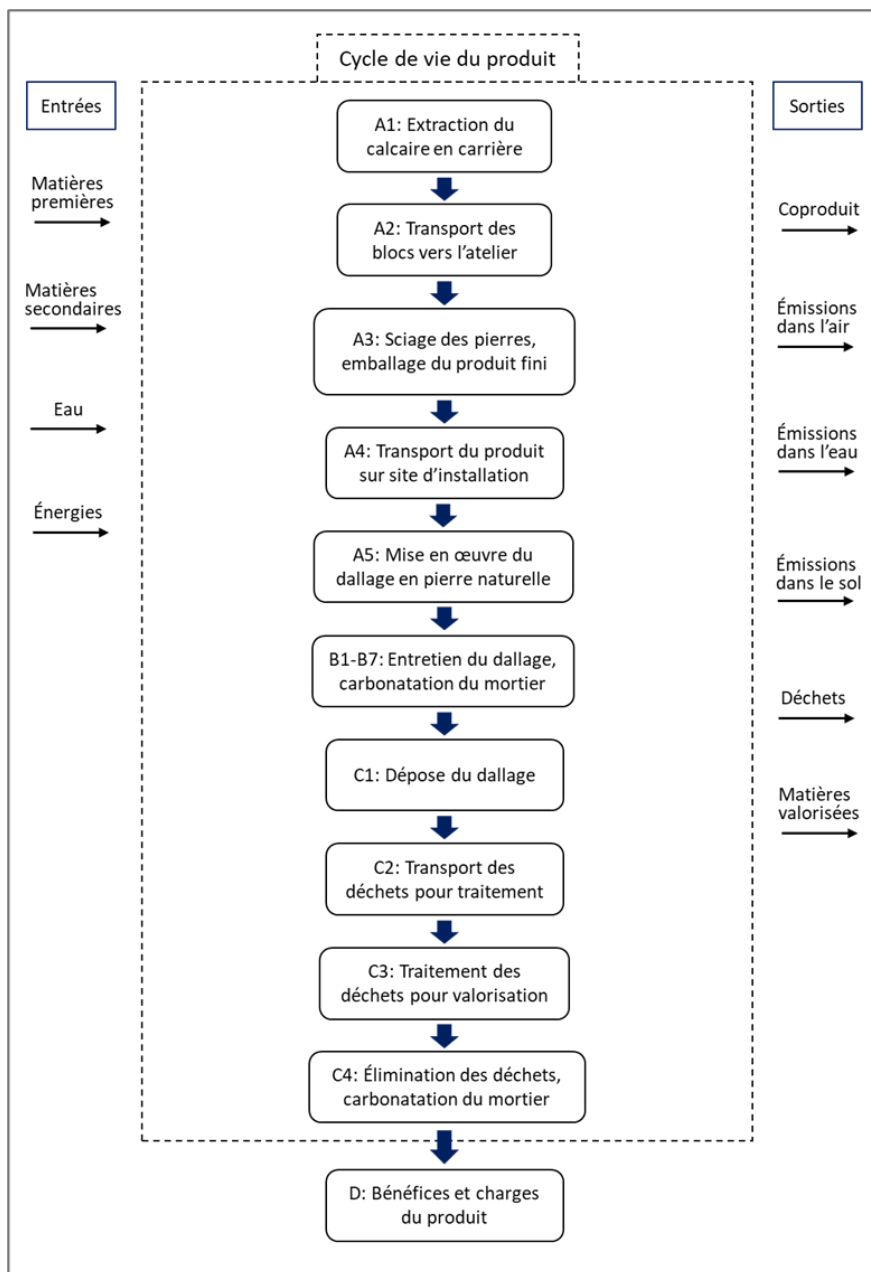 Cycle de vie du produit
Entrées
Matières
premières
Matières
secondaires
Eau
Énergies
A1: Extraction du
calcaire en carrière
A2: Transport des
blocs vers l'atelier
A3: Sciage des pierres,
emballage du produit fini
A4: Transport du produit
sur site d'installation
A5: Mise en œuvre du
dallage en pierre naturelle
B1-B7: Entretien du dallage,
carbonatation du mortier
C1: Dépose du dallage
C2: Transport des
déchets pour traitement
C3: Traitement des
déchets pour valorisation
C4: Élimination des déchets,
carbonatation du mortier
D: Bénéfices et charges
du produit
Sorties
Coproduit
Émissions
dans l'air
Émissions
dans l'eau
Émissions
dans le sol
Déchets
Matières
valorisées